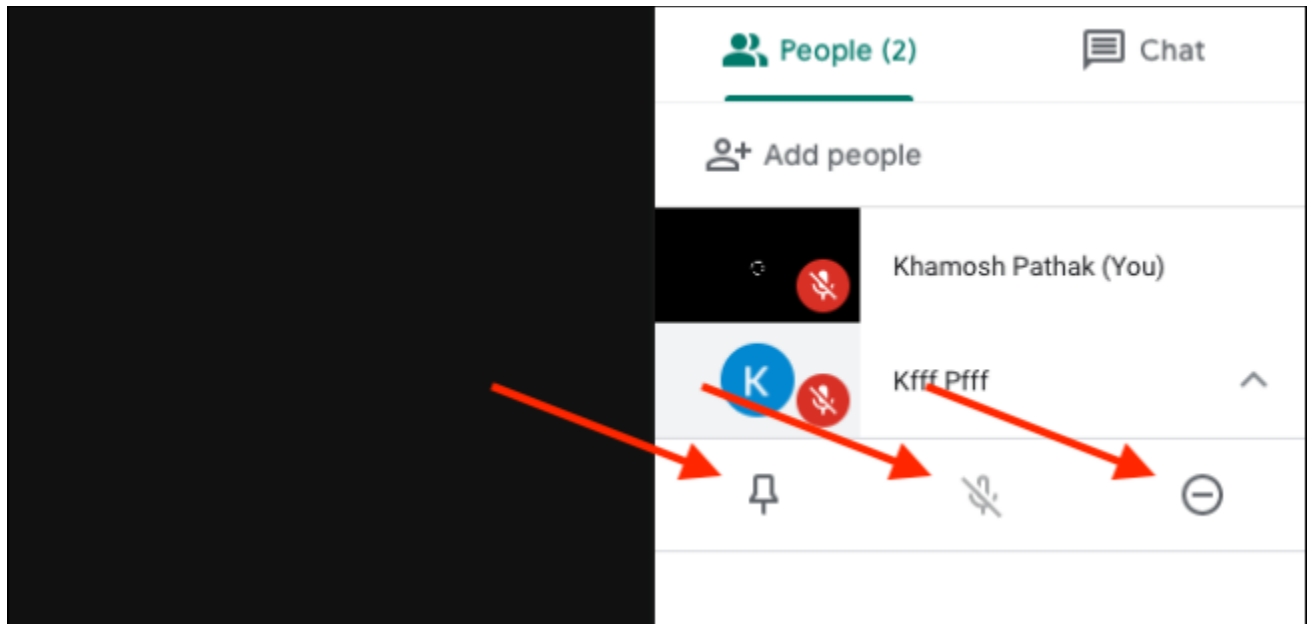 People (2)
Chat
Add people
Khamosh Pathak (You)
K
Kfff Pfff